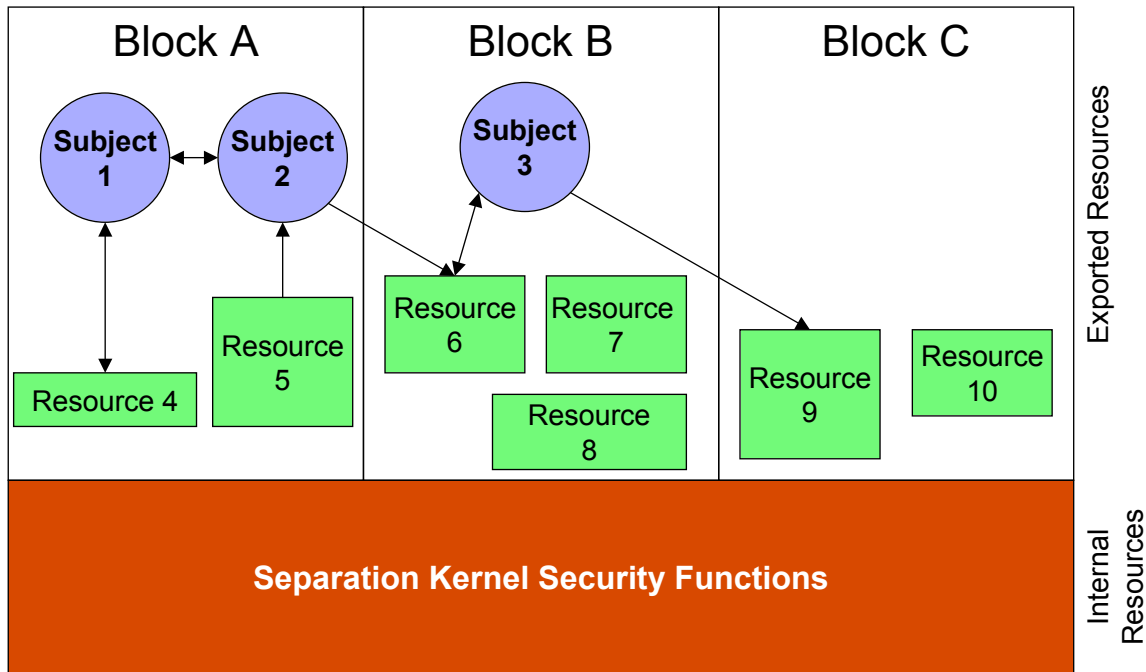 Block A
Block B
Block C
Subject
1
Subject
2
Subject
3
Resource 4
Resource
5
Resource
6
Resource
7
Resource
8
Resource
9
Resource
10
Exported Resources
Separation Kernel Security Functions
Internal
Resources